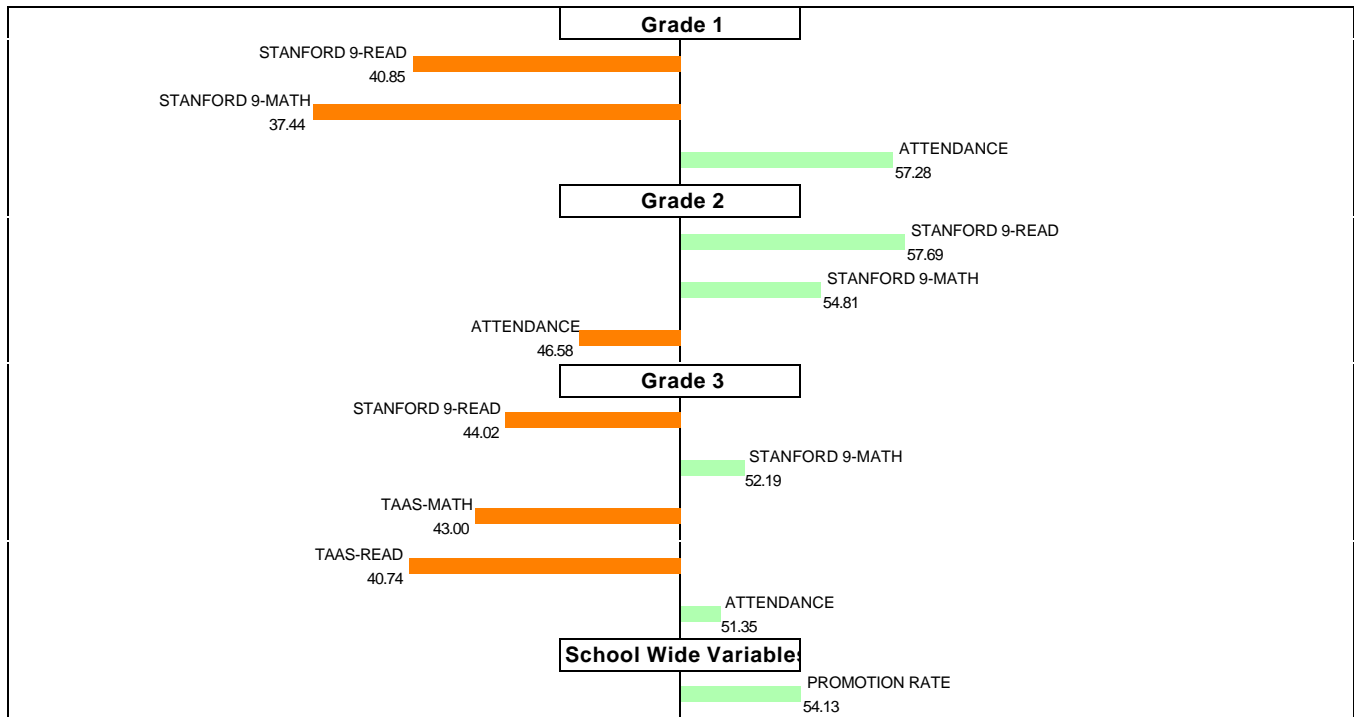 Grade 1
STANFORD 9-READ
40.85
STANFORD 9-MATH
37.44
ATTENDANCE
57.28
Grade 2
STANFORD 9-READ
57.69
STANFORD 9-MATH
54.81
ATTENDANCE
46.58
Grade 3
STANFORD 9-READ
44.02
STANFORD 9-MATH
52.19
TAAS-MATH
43.00
TAAS-READ
40.74
ATTENDANCE
51.35
School Wide Variables
PROMOTION RATE
54.13